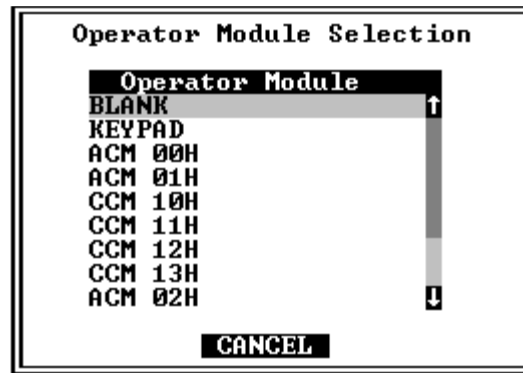 Operator Module Selection
Operator Module
BLANK
KEYPAD
ACM 00H
ACM 01H
CCM 10H
CCM 11H
CCM 12H
CCM 13H
ACM 02H
CANCEL